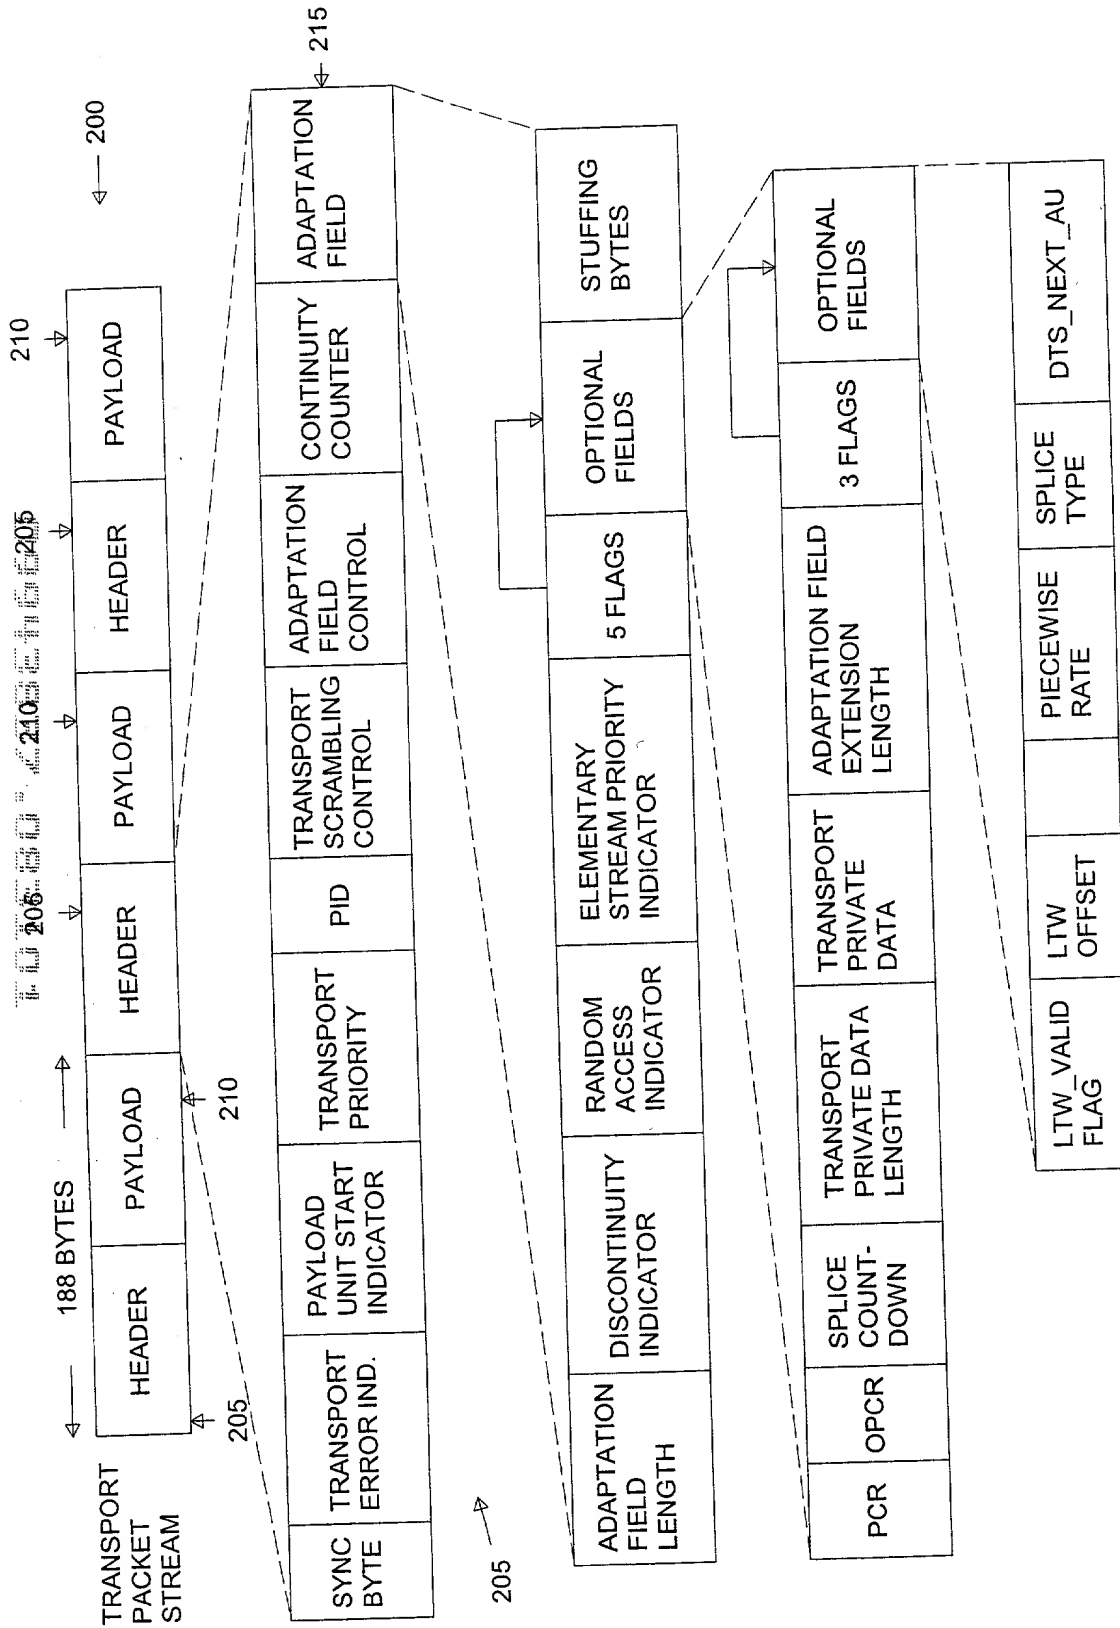 TRANSPORT
PACKET
STREAM
188 BYTES
205
210
205
210
205
210
200
HEADER
PAYLOAD
HEADER
PAYLOAD
HEADER
PAYLOAD
SYNC
BYTE
TRANSPORT
ERROR IND.
PAYLOAD
UNIT START
INDICATOR
TRANSPORT
PRIORITY
PID
TRANSPORT
SCRAMBLING
CONTROL
ADAPTATION
FIELD
CONTROL
CONTINUITY
COUNTER
ADAPTATION
FIELD
215
205
ADAPTATION
FIELD
LENGTH
DISCONTINUITY
INDICATOR
RANDOM
ACCESS
INDICATOR
ELEMENTARY
STREAM PRIORITY
INDICATOR
5 FLAGS
OPTIONAL
FIELDS
STUFFING
BYTES
PCR
OPCR
SPLICE
COUNT-
DOWN
TRANSPORT
PRIVATE DATA
LENGTH
TRANSPORT
PRIVATE
DATA
ADAPTATION FIELD
EXTENSION
LENGTH
3 FLAGS
OPTIONAL
FIELDS
LTW_VALID
FLAG
LTW
OFFSET
PIECEWISE
RATE
SPLICE
TYPE
DTS_NEXT_AU